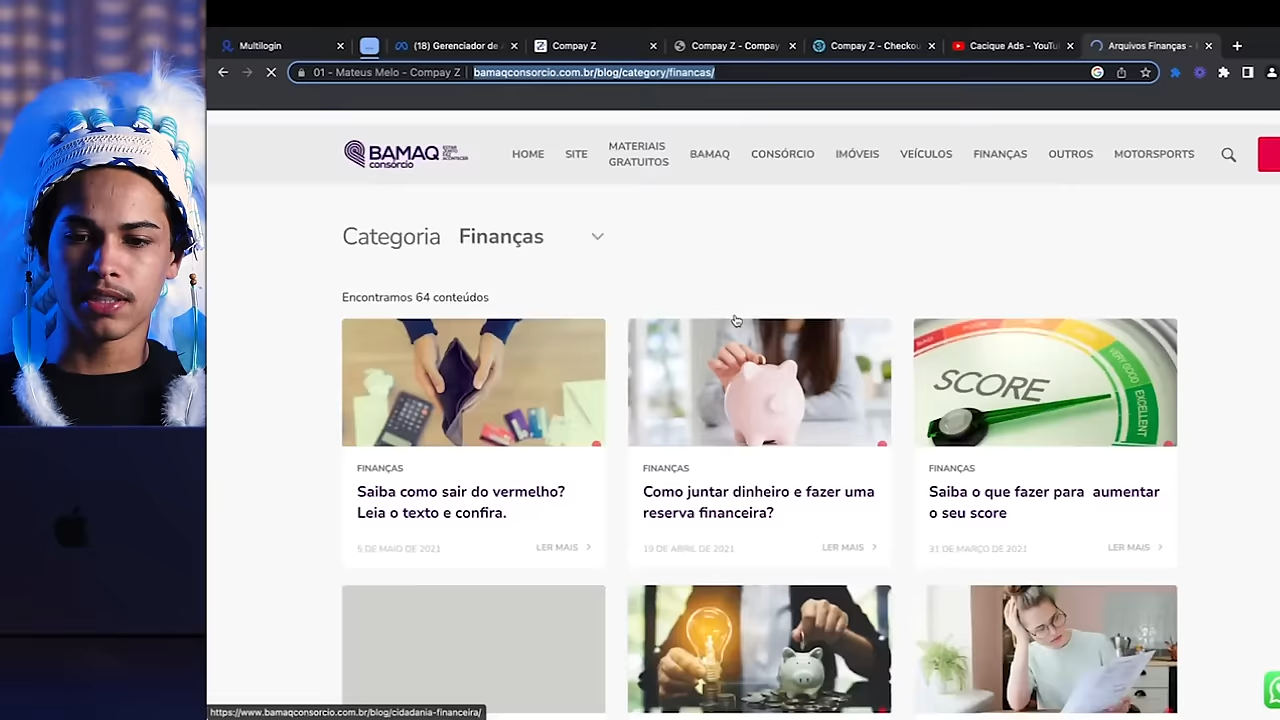 Multilogin
(18) Gerenciador de
Compay Z
Compay Z - Compay
Compay Z - Checkou
Cacique Ads - YouTu
Arquivos Finanças -
01 - Mateus Melo - Compay Z
bamaqconsorcio.com.br/blog/category/financas/
BAMAQ
consórcio
HOME
SITE
MATERIAIS
GRATUITOS
BAMAQ
CONSÓRCIO
IMÓVEIS
VEÍCULOS
FINANÇAS
OUTROS
MOTORSPORTS
Categoria Finanças
Encontramos 64 conteúdos
SCORE
VERY GOOD
EXCELLENT
FINANÇAS
Saiba como sair do vermelho?
Leia o texto e confira.
5 DE MAIO DE 2021
LER MAIS
FINANÇAS
Como juntar dinheiro e fazer uma
reserva financeira?
19 DE ABRIL DE 2021
LER MAIS
FINANÇAS
Saiba o que fazer para aumentar
o seu score
31 DE MARÇO DE 2021
LER MAIS
https://www.bamaqconsorcio.com.br/blog/cidadania-financeira/